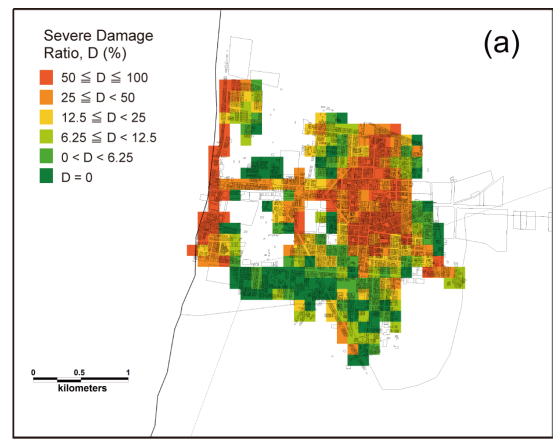 Severe Damage
Ratio, D (%)
(a)
50 ≦ D ≦ 100
25 ≦ D < 50
12.5 ≦ D < 25
6.25 ≦ D < 12.5
0 < D < 6.25
D = 0
0 0.5 1
kilometers